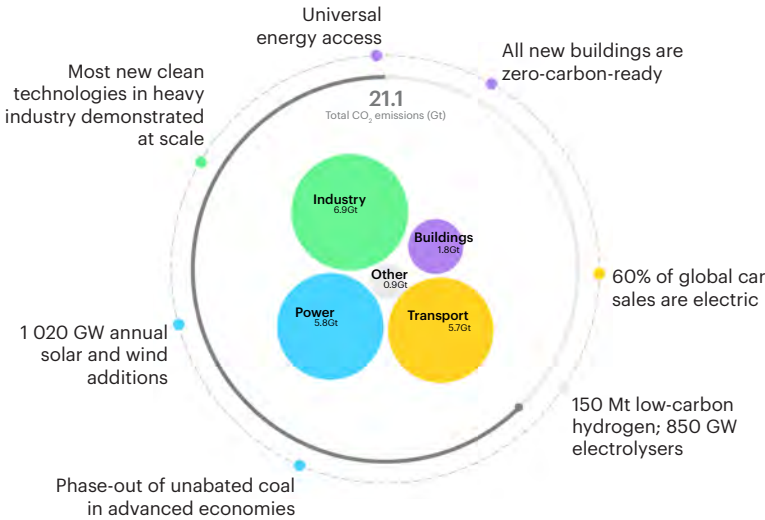 Universal
energy access
All new buildings are
zero-carbon-ready
Most new clean
technologies in heavy
industry demonstrated
at scale
21.1
Total CO₂ emissions (Gt)
Industry
6.9Gt
Buildings
1.8Gt
Other
0.9Gt
60% of global car
sales are electric
Power
5.8Gt
Transport
5.7Gt
1 020 GW annual
solar and wind
additions
150 Mt low-carbon
hydrogen; 850 GW
electrolysers
Phase-out of unabated coal
in advanced economies